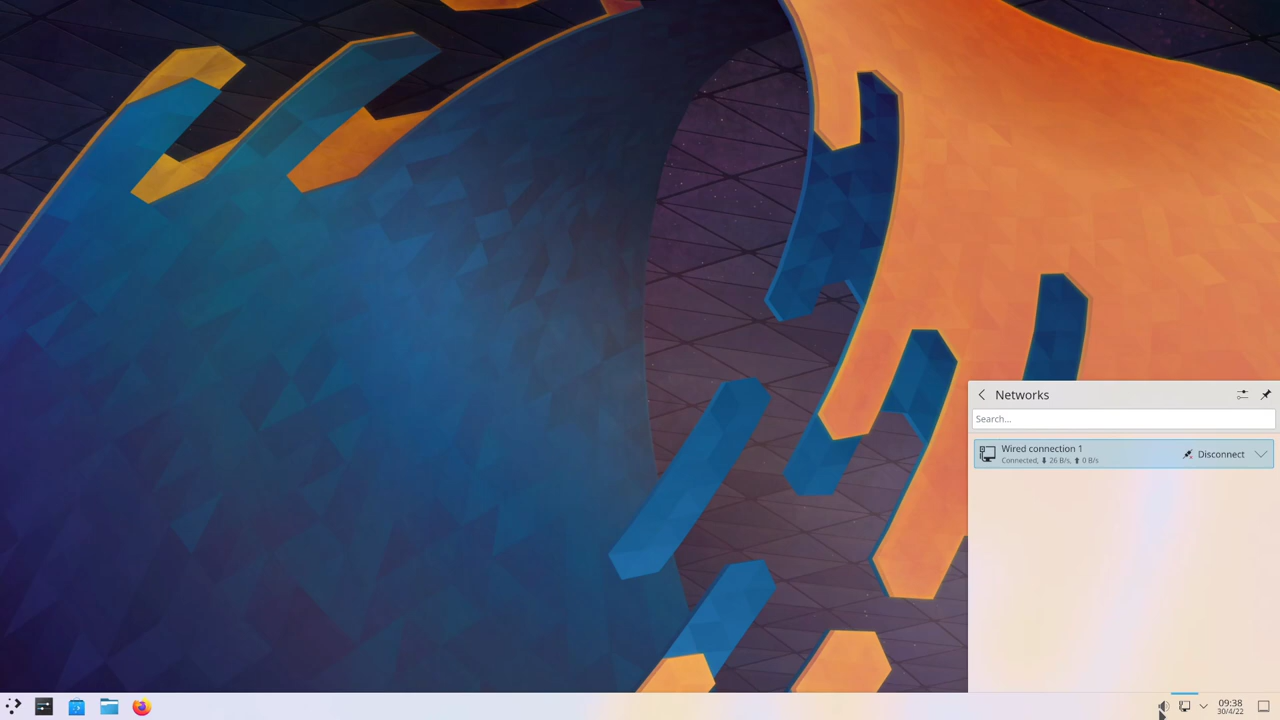 Networks
Search...
Wired connection 1
Connected, ⬇ 26 B/s, ⬆ 0 B/s
Disconnect
09:38
30/4/22